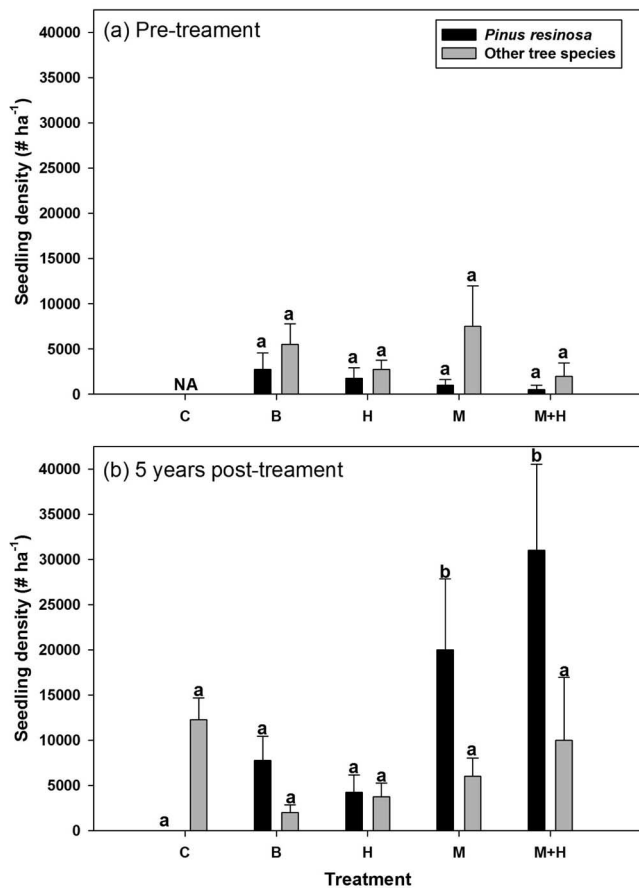 (a) Pre-treament
Pinus resinosa
Other tree species
Seedling density (# ha-1)
40000
35000
30000
25000
20000
15000
10000
5000
0
NA
a a a a a a a a
C B H M M+H
(b) 5 years post-treament
Seedling density (# ha-1)
40000
35000
30000
25000
20000
15000
10000
5000
0
a a a a a a b a b a
C B H M M+H
Treatment